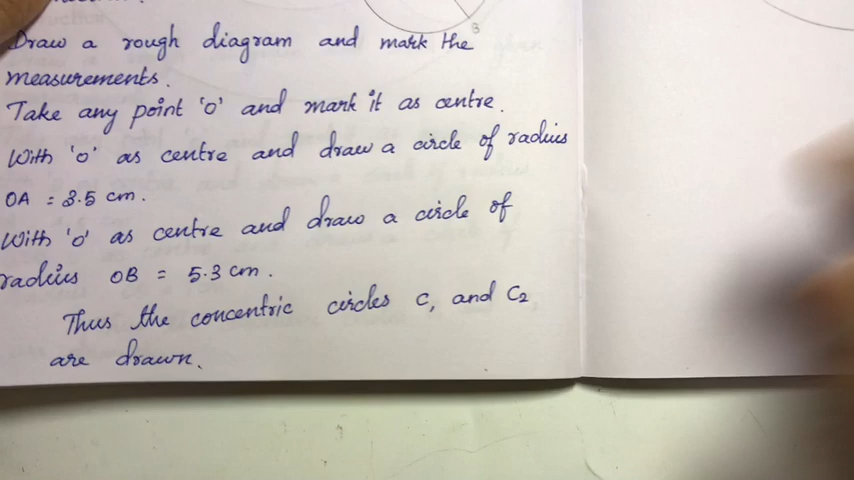 B
Draw a rough diagram and mark the
measurements.
Take any point 'o' and mark it as centre.
With 'o' as centre and draw a circle of radius
OA = 3.5 cm.
With 'o' as centre and draw a circle of
radius OB = 5.3 cm.
Thus the concentric circles C1 and C2
are drawn.